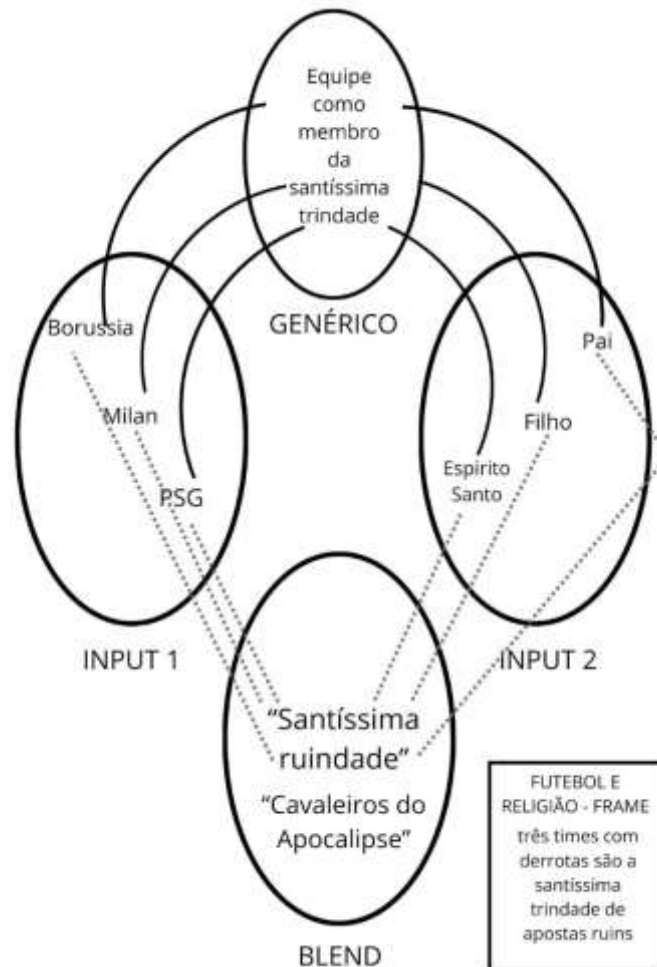 Equipe
como
membro
da
santíssima
trindade
GENÉRICO
Borussia
Milan
PSG
INPUT 1
Pai
Filho
Espirito
Santo
INPUT 2
“Santíssima
ruindade”
“Cavaleiros do
Apocalipse”
BLEND
FUTEBOL E
RELIGIÃO - FRAME
três times com
derrotas são a
santíssima
trindade de
apostas ruins